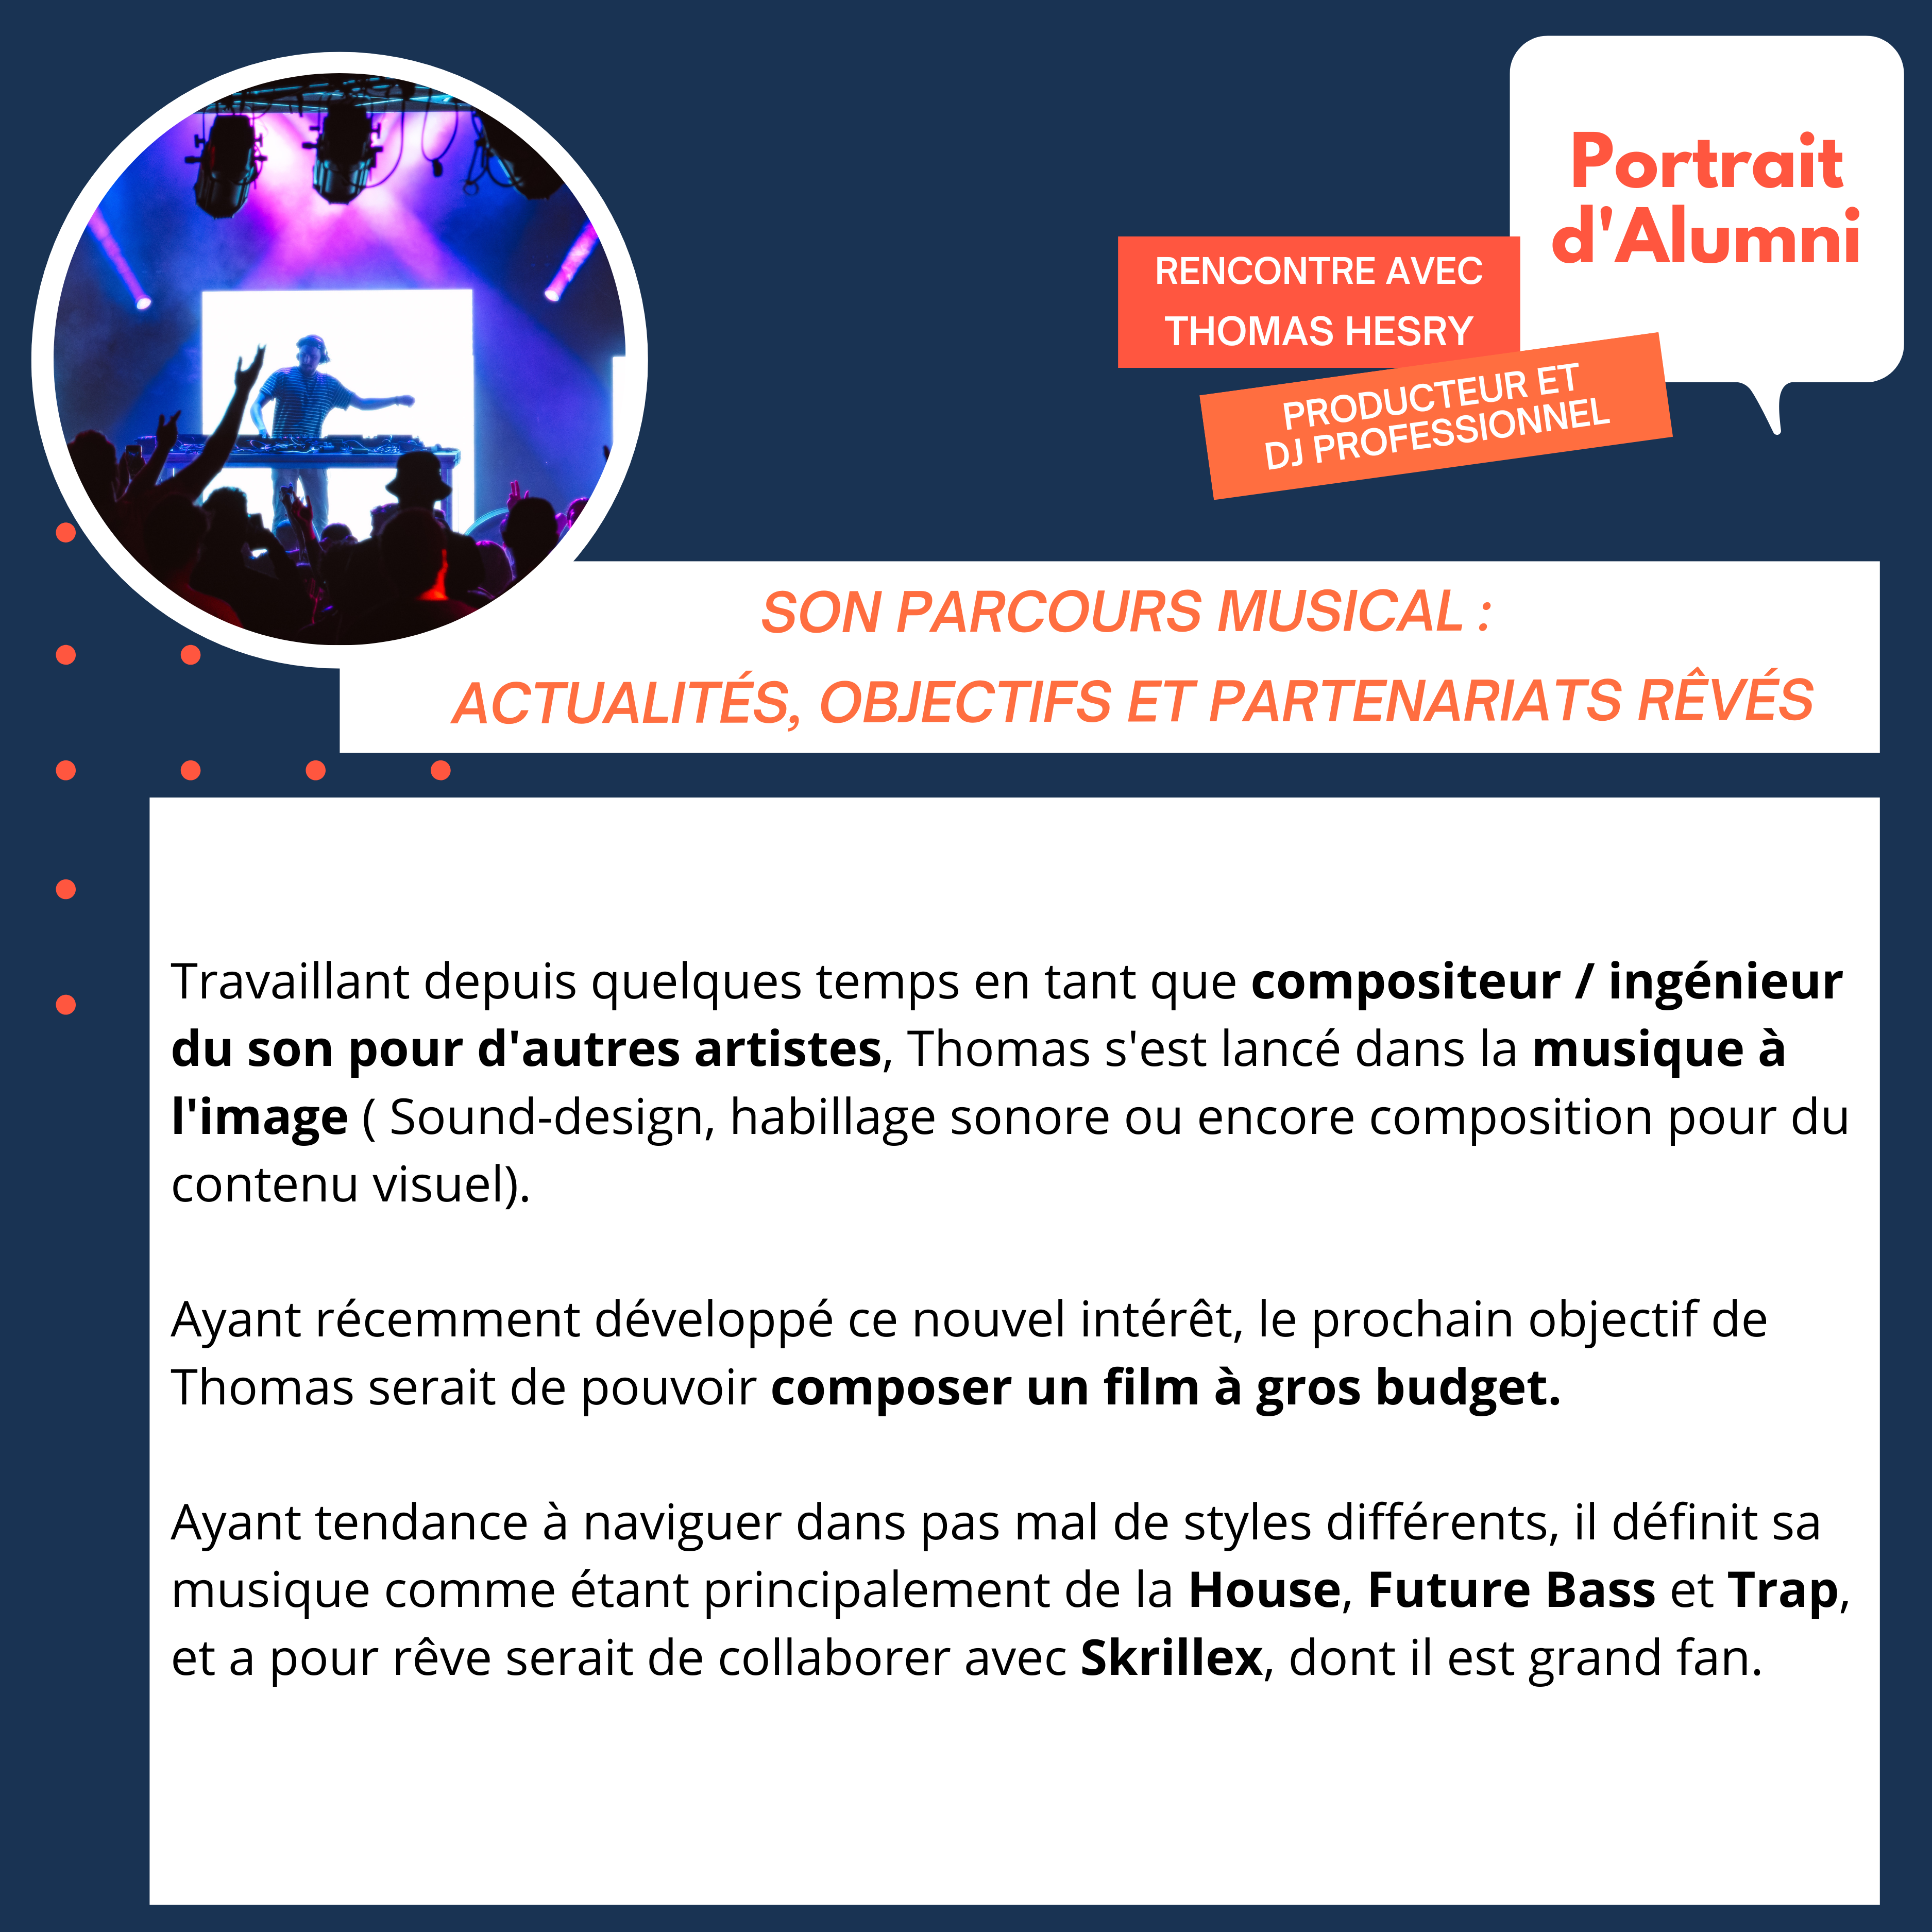 Portrait
d'Alumni
RENCONTRE AVEC
THOMAS HESRY
PRODUCTEUR ET
DJ PROFESSIONNEL
SON PARCOURS MUSICAL :
ACTUALITÉS, OBJECTIFS ET PARTENARIATS RÊVÉS
Travaillant depuis quelques temps en tant que compositeur / ingénieur
du son pour d'autres artistes, Thomas s'est lancé dans la musique à
l'image ( Sound-design, habillage sonore ou encore composition pour du
contenu visuel).
Ayant récemment développé ce nouvel intérêt, le prochain objectif de
Thomas serait de pouvoir composer un film à gros budget.
Ayant tendance à naviguer dans pas mal de styles différents, il définit sa
musique comme étant principalement de la House, Future Bass et Trap,
et a pour rêve serait de collaborer avec Skrillex, dont il est grand fan.